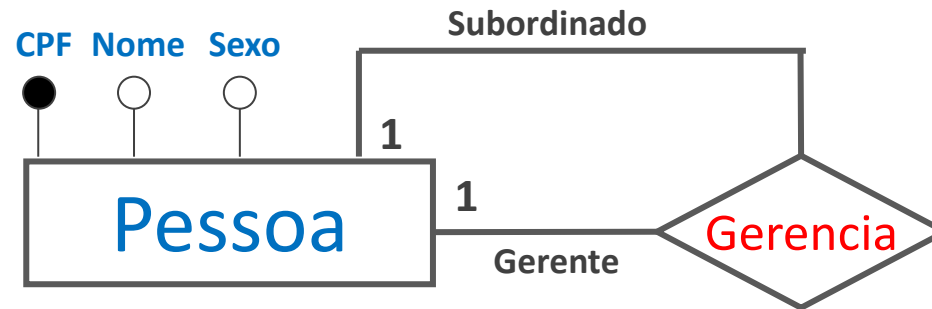 Subordinado
CPF Nome Sexo
1
1
Pessoa
Gerencia
Gerente